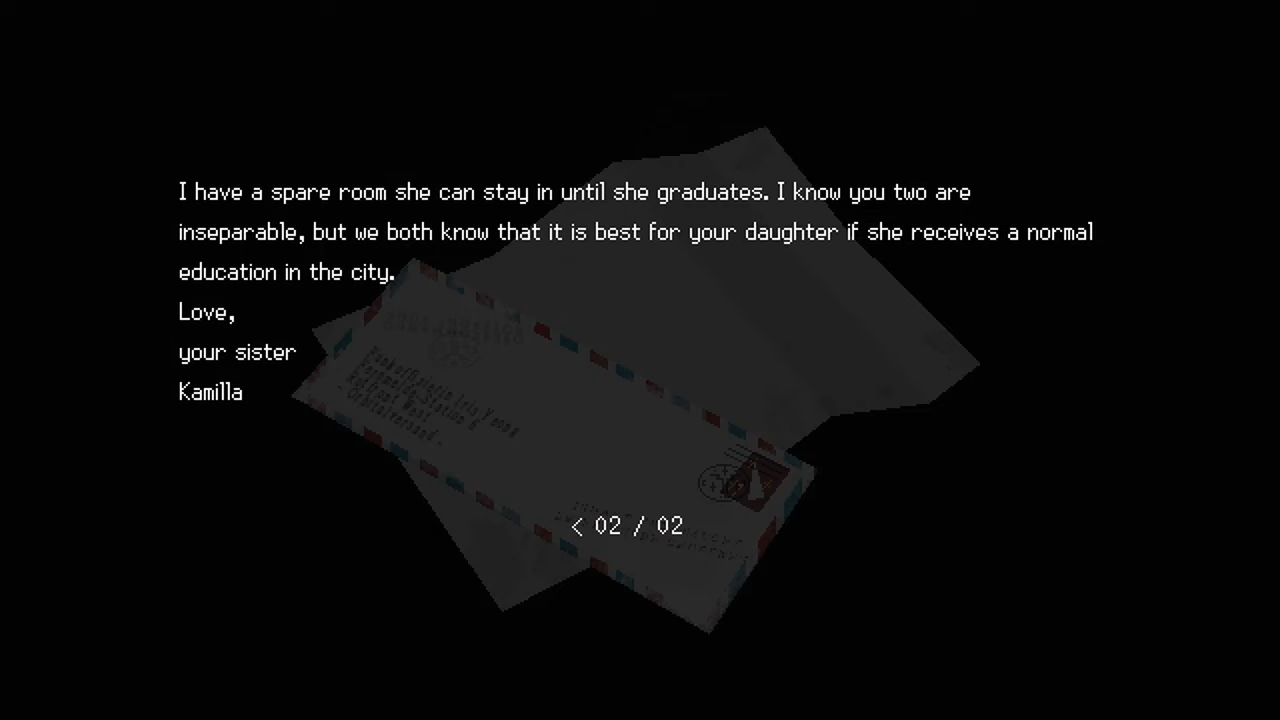 I have a spare room she can stay in until she graduates. I know you two are
inseparable, but we both know that it is best for your daughter if she receives a normal
education in the city.
Love,
your sister
Kamilla
Iris Yeong
< 02 / 02